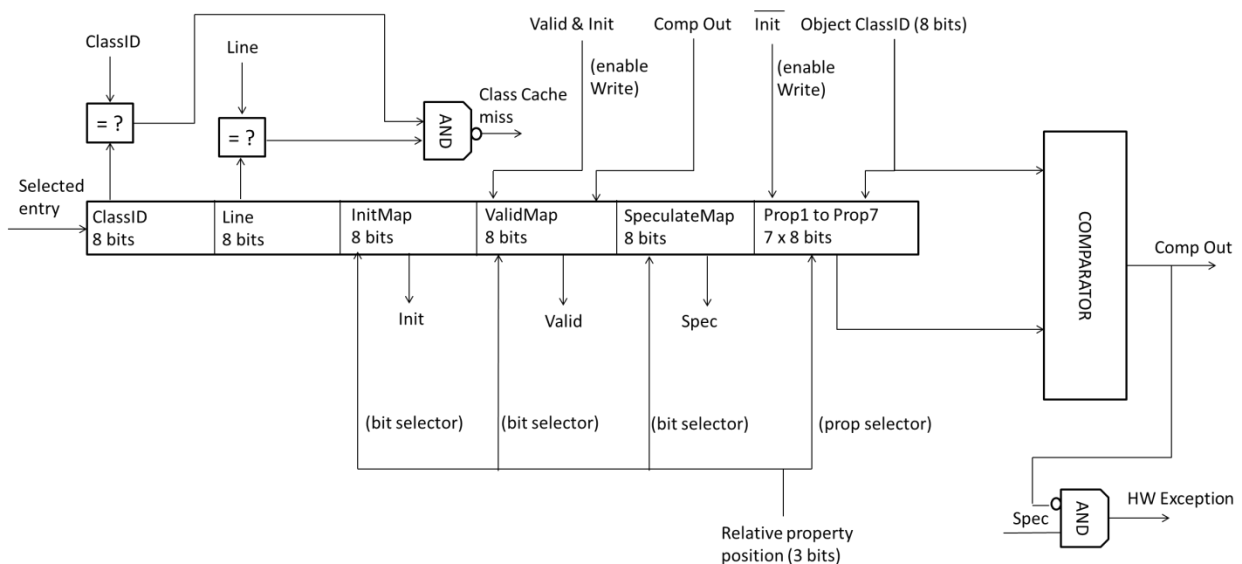 Valid & Init
Comp Out
Init
Object ClassID (8 bits)
ClassID
Line
(enable
Write)
(enable
Write)
Class Cache
miss
= ?
= ?
AND
Selected
entry
ClassID
8 bits
Line
8 bits
InitMap
8 bits
ValidMap
8 bits
SpeculateMap
8 bits
Prop1 to Prop7
7 x 8 bits
COMPARATOR
Comp Out
Init
Valid
Spec
(bit selector)
(bit selector)
(bit selector)
(prop selector)
Relative property
position (3 bits)
Spec
AND
HW Exception